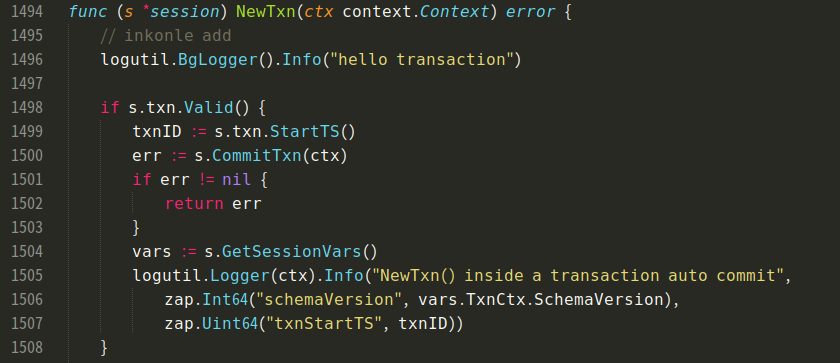 1494 func (s *session) NewTxn(ctx context.Context) error {
1495     // inkonle add
1496     logutil.BgLogger().Info("hello transaction")
1497
1498     if s.txn.Valid() {
1499         txnID := s.txn.StartTS()
1500         err := s.CommitTxn(ctx)
1501         if err != nil {
1502             return err
1503         }
1504         vars := s.GetSessionVars()
1505         logutil.Logger(ctx).Info("NewTxn() inside a transaction auto commit",
1506             zap.Int64("schemaVersion", vars.TxnCtx.SchemaVersion),
1507             zap.Uint64("txnStartTS", txnID))
1508     }